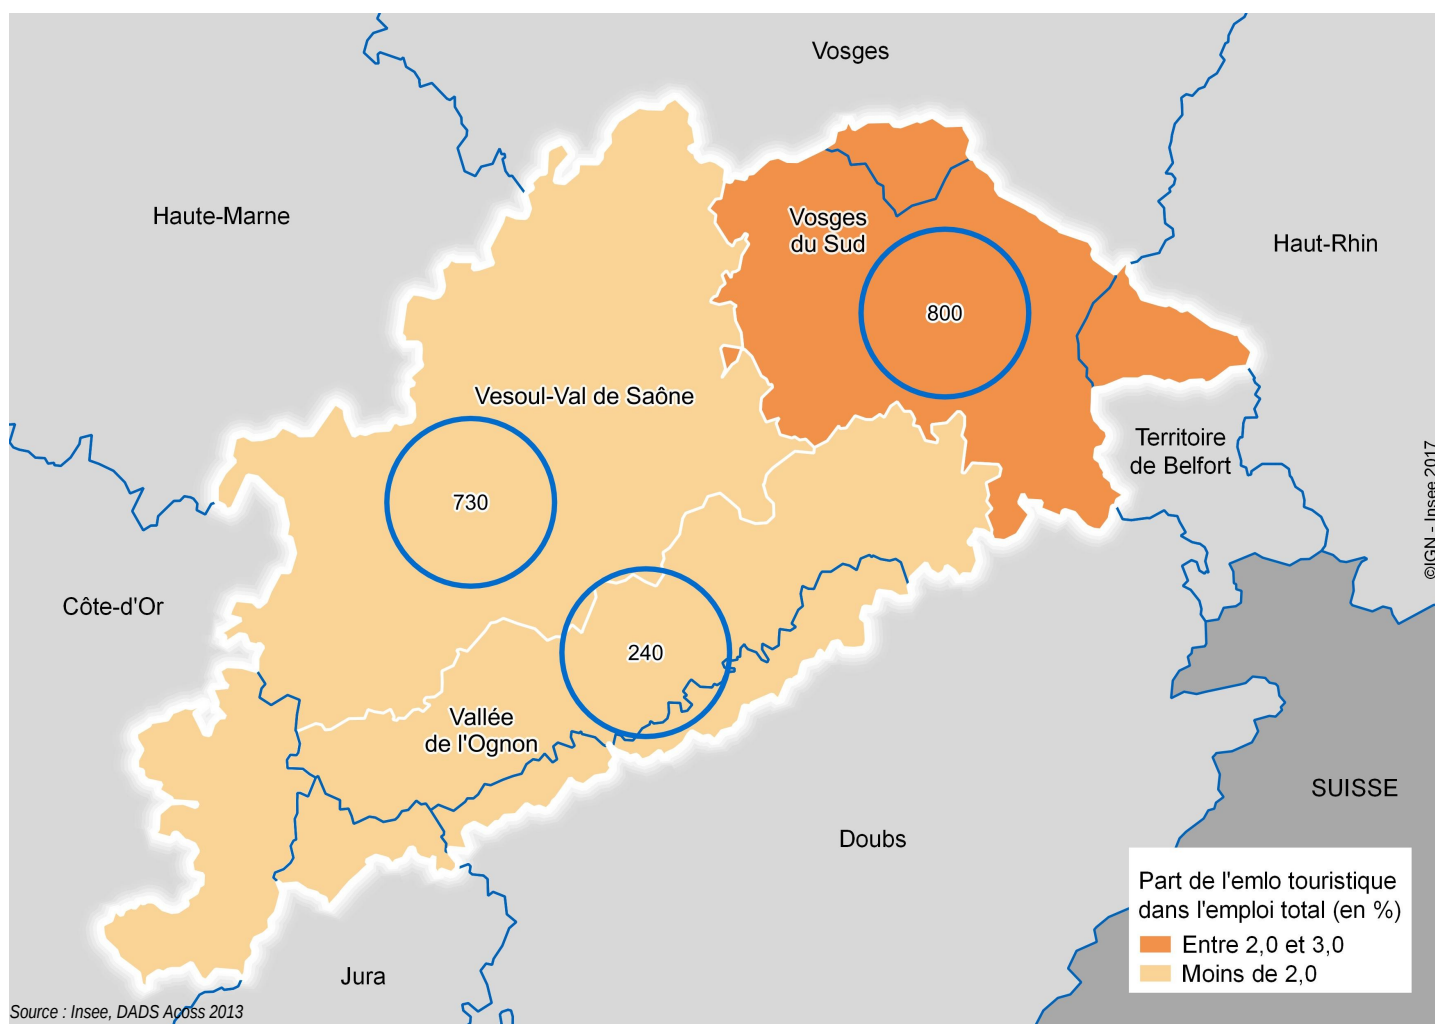 Vosges
Haute-Marne
Vosges
du Sud
Haut-Rhin
800
Vesoul-Val de Saône
Territoire
de Belfort
730
©IGN - Insee 2017
Côte-d'Or
240
Vallée
de l'Ognon
SUISSE
Doubs
Part de l'emlo touristique
dans l'emploi total (en %)
Entre 2,0 et 3,0
Moins de 2,0
Jura
Source : Insee, DADS Acoss 2013